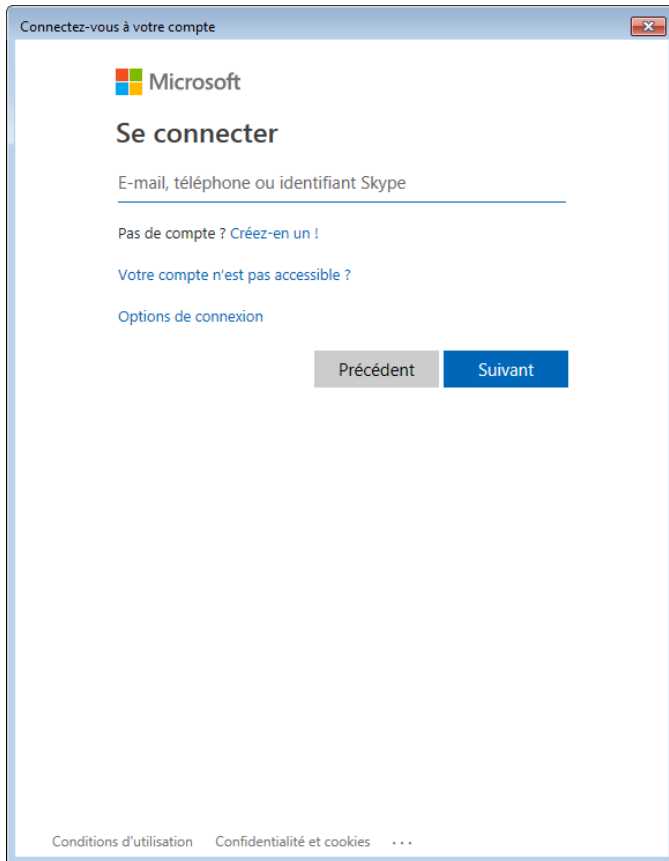 Connectez-vous à votre compte
Microsoft
Se connecter
E-mail, téléphone ou identifiant Skype
Pas de compte ? Créez-en un !
Votre compte n'est pas accessible ?
Options de connexion
Précédent Suivant
Conditions d'utilisation Confidentialité et cookies ...